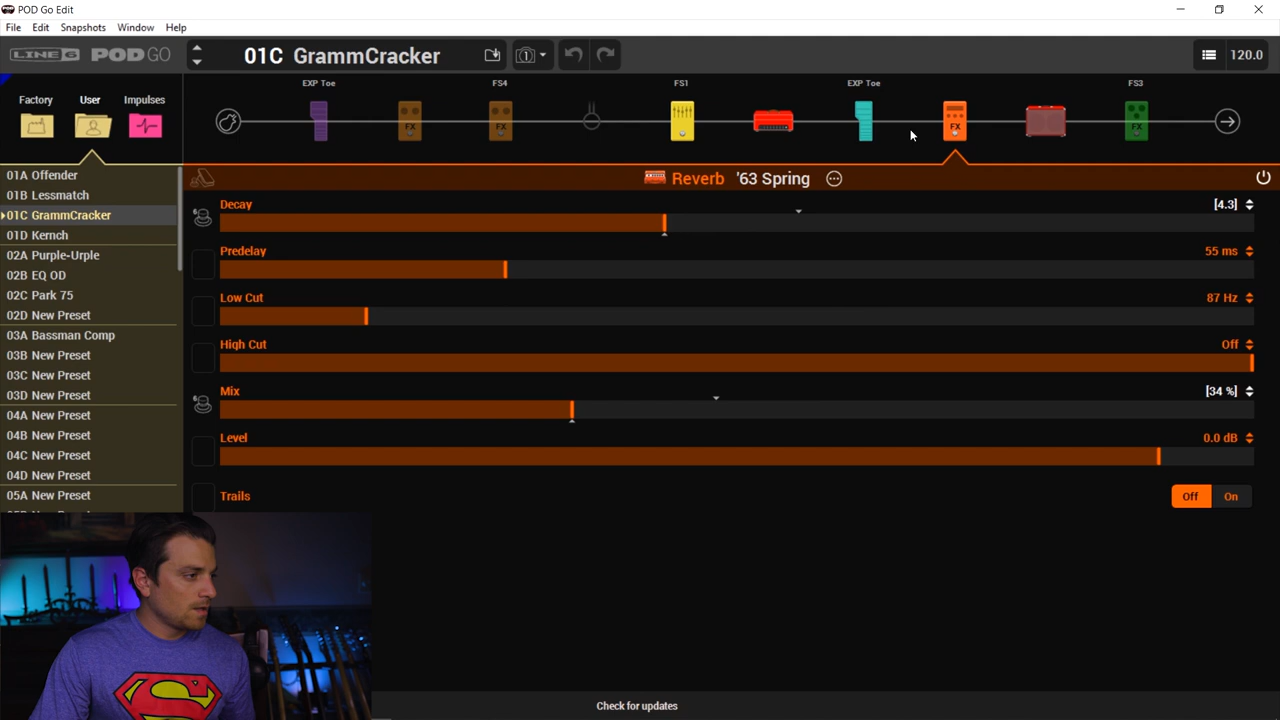 POD Go Edit
File Edit Snapshots Window Help
LINE 6 POD GO
01C GrammCracker
1
120.0
EXP Toe FS4 FS1 EXP Toe FS3
Factory User Impulses
FX FX FX FX
01A Offender
01B Lessmatch
01C GrammCracker
01D Kernch
02A Purple-Urple
02B EQ OD
02C Park 75
02D New Preset
03A Bassman Comp
03B New Preset
03C New Preset
03D New Preset
04A New Preset
04B New Preset
04C New Preset
04D New Preset
05A New Preset
Reverb '63 Spring
Decay [4.3]
Predelay 55 ms
Low Cut 87 Hz
High Cut Off
Mix [34 %]
Level 0.0 dB
Trails Off On
S
Check for updates